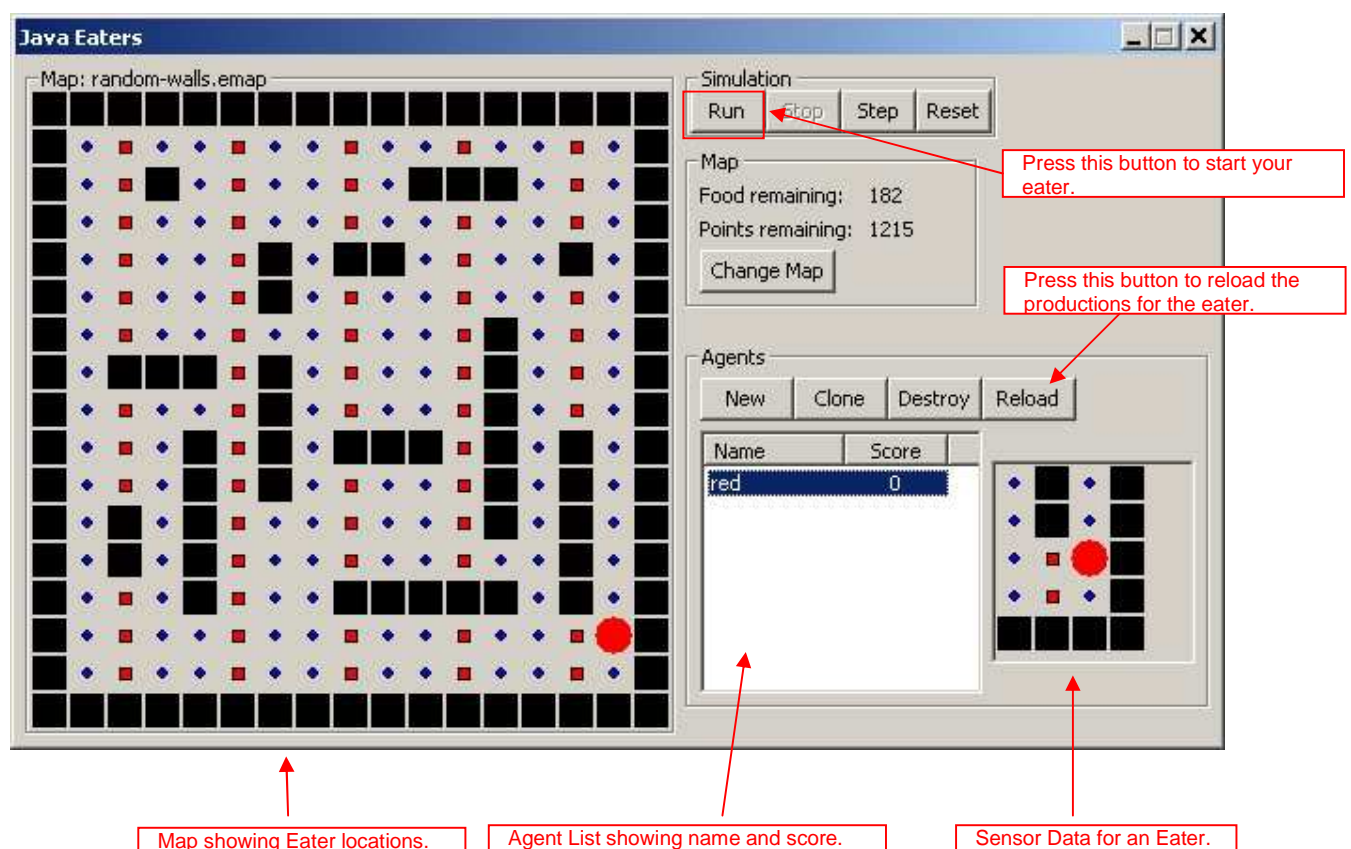 Java Eaters
Map: random-walls.emap
Simulation
Run Stop Step Reset
Press this button to start your
eater.
Map
Food remaining: 182
Points remaining: 1215
Change Map
Press this button to reload the
productions for the eater.
Agents
New Clone Destroy Reload
Name Score
red 0
Map showing Eater locations.
Agent List showing name and score.
Sensor Data for an Eater.